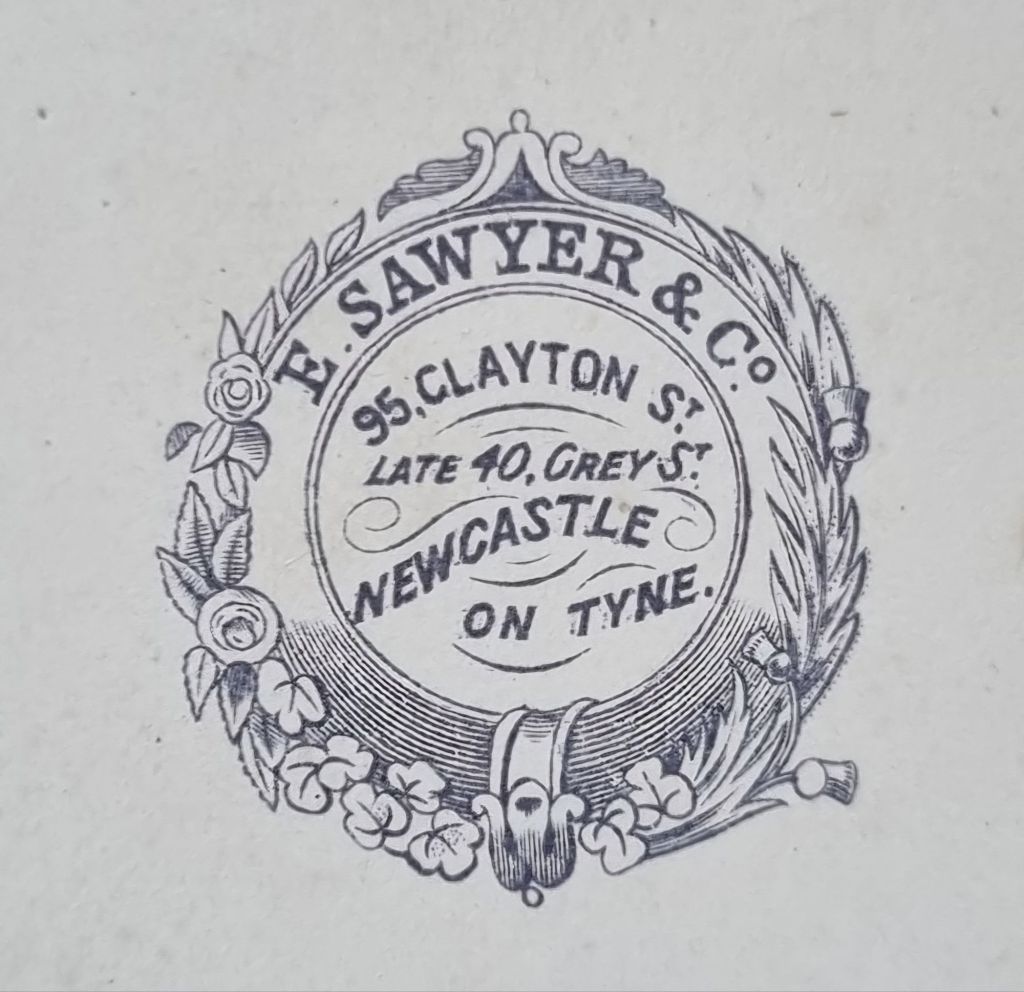 E. SAWYER & Co.
95, CLAYTON ST.
LATE 40, GREY ST.
NEWCASTLE
ON TYNE.